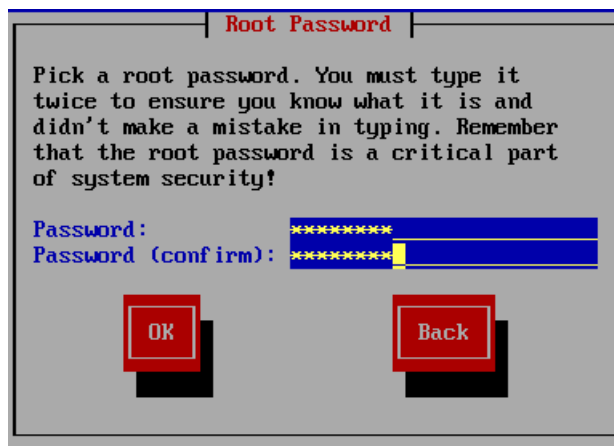 Root Password
Pick a root password. You must type it
twice to ensure you know what it is and
didn't make a mistake in typing. Remember
that the root password is a critical part
of system security!
Password: ********
Password (confirm): ********
OK Back